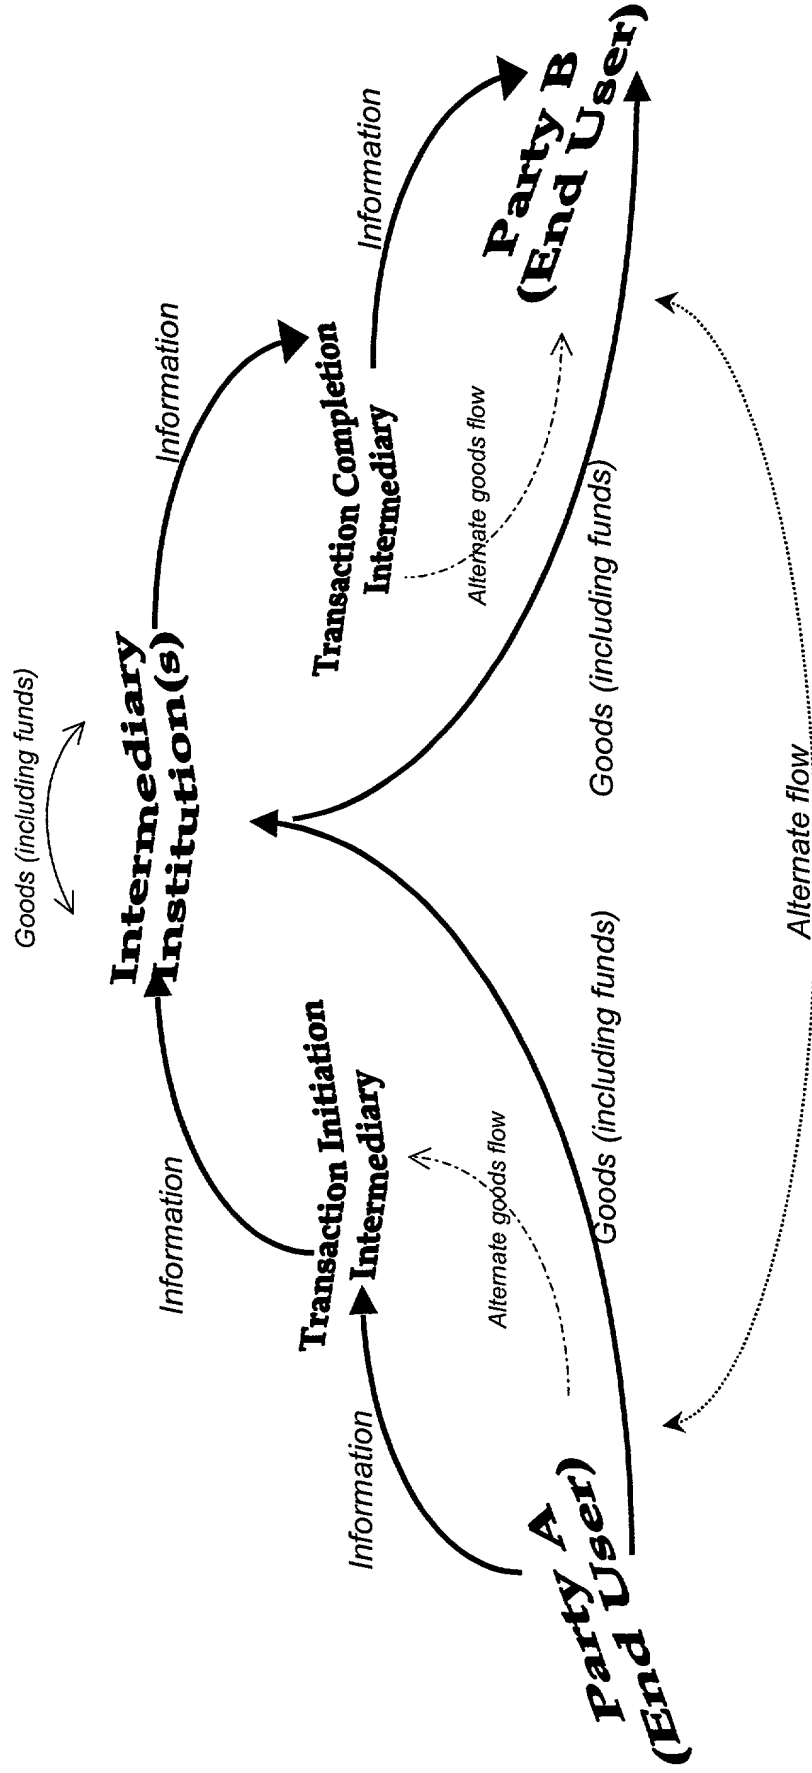 Goods (including funds)
Intermediary
Institution(s)
Information
Information
Transaction Initiation
Intermediary
Transaction Completion
Intermediary
Information
Information
Alternate goods flow
Alternate goods flow
Party A
(End User)
Party B
(End User)
Goods (including funds)
Goods (including funds)
Alternate flow